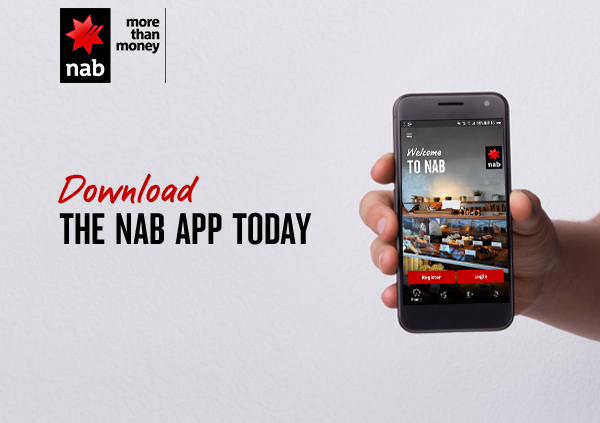 more
than
money
nab
Download
THE NAB APP TODAY
Welcome
TO NAB
nab
Register
Login